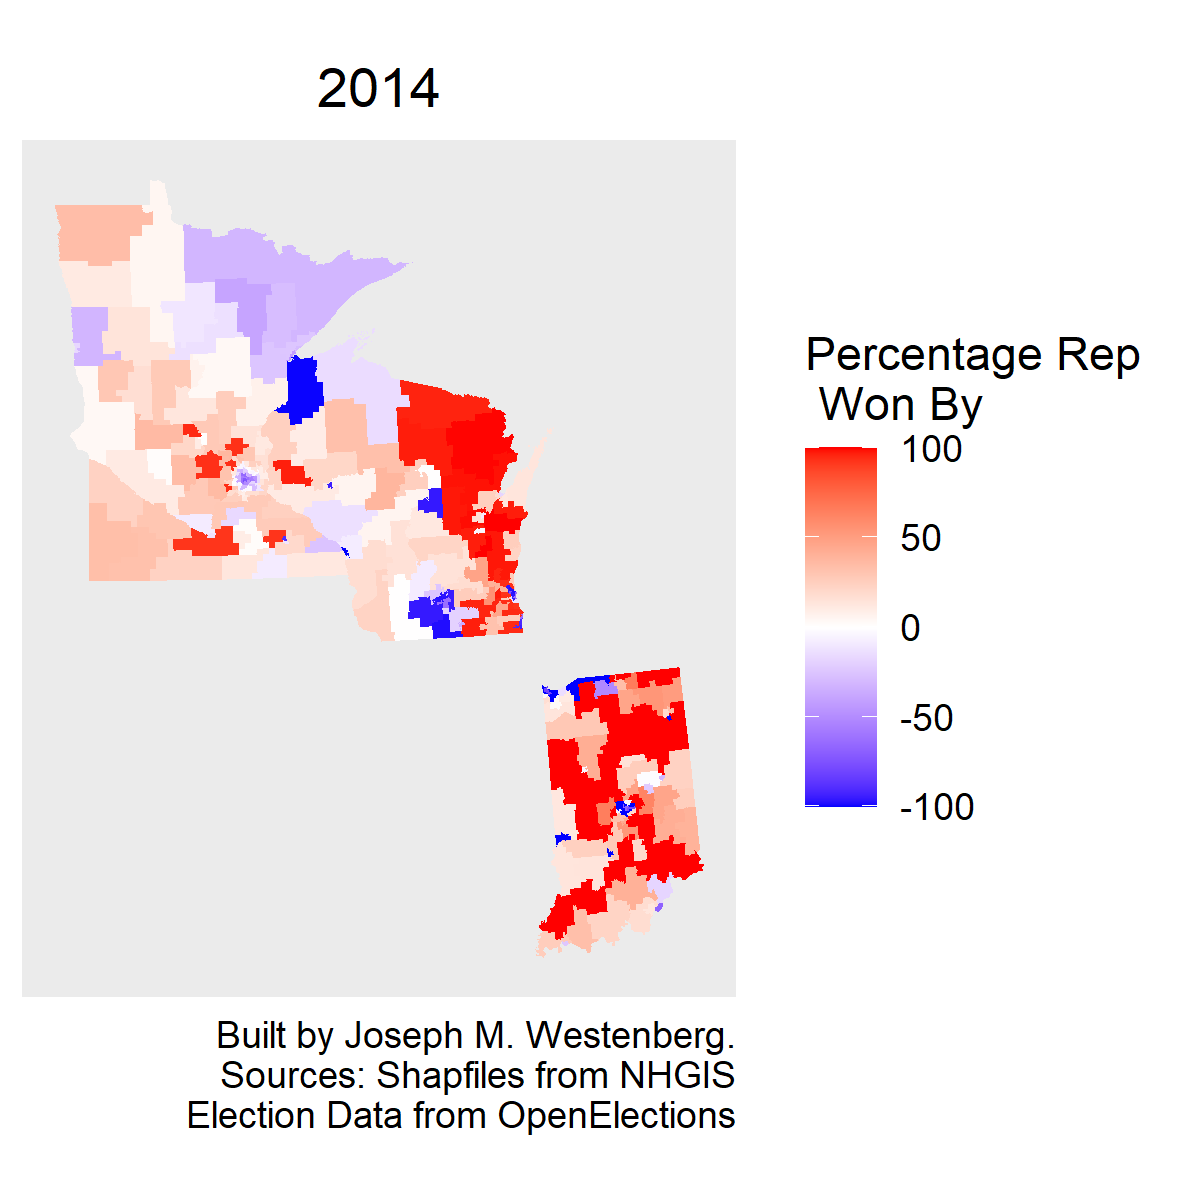 2014
Percentage Rep
Won By
100
50
0
-50
-100
Built by Joseph M. Westenberg.
Sources: Shapfiles from NHGIS
Election Data from OpenElections